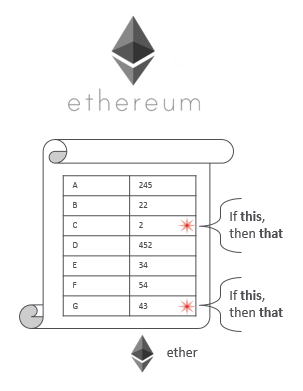 ethereum
A 245
B 22
C 2
D 452
E 34
F 54
G 43
If this,
then that
If this,
then that
ether